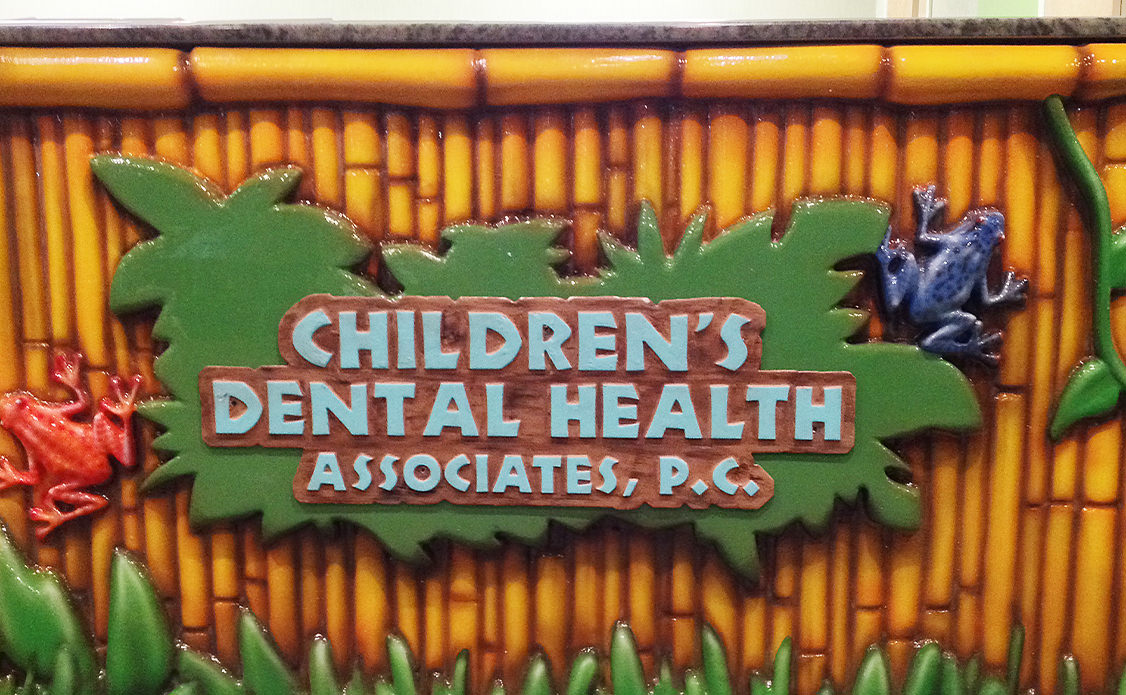 CHILDREN'S
DENTAL HEALTH
ASSOCIATES, P.C.